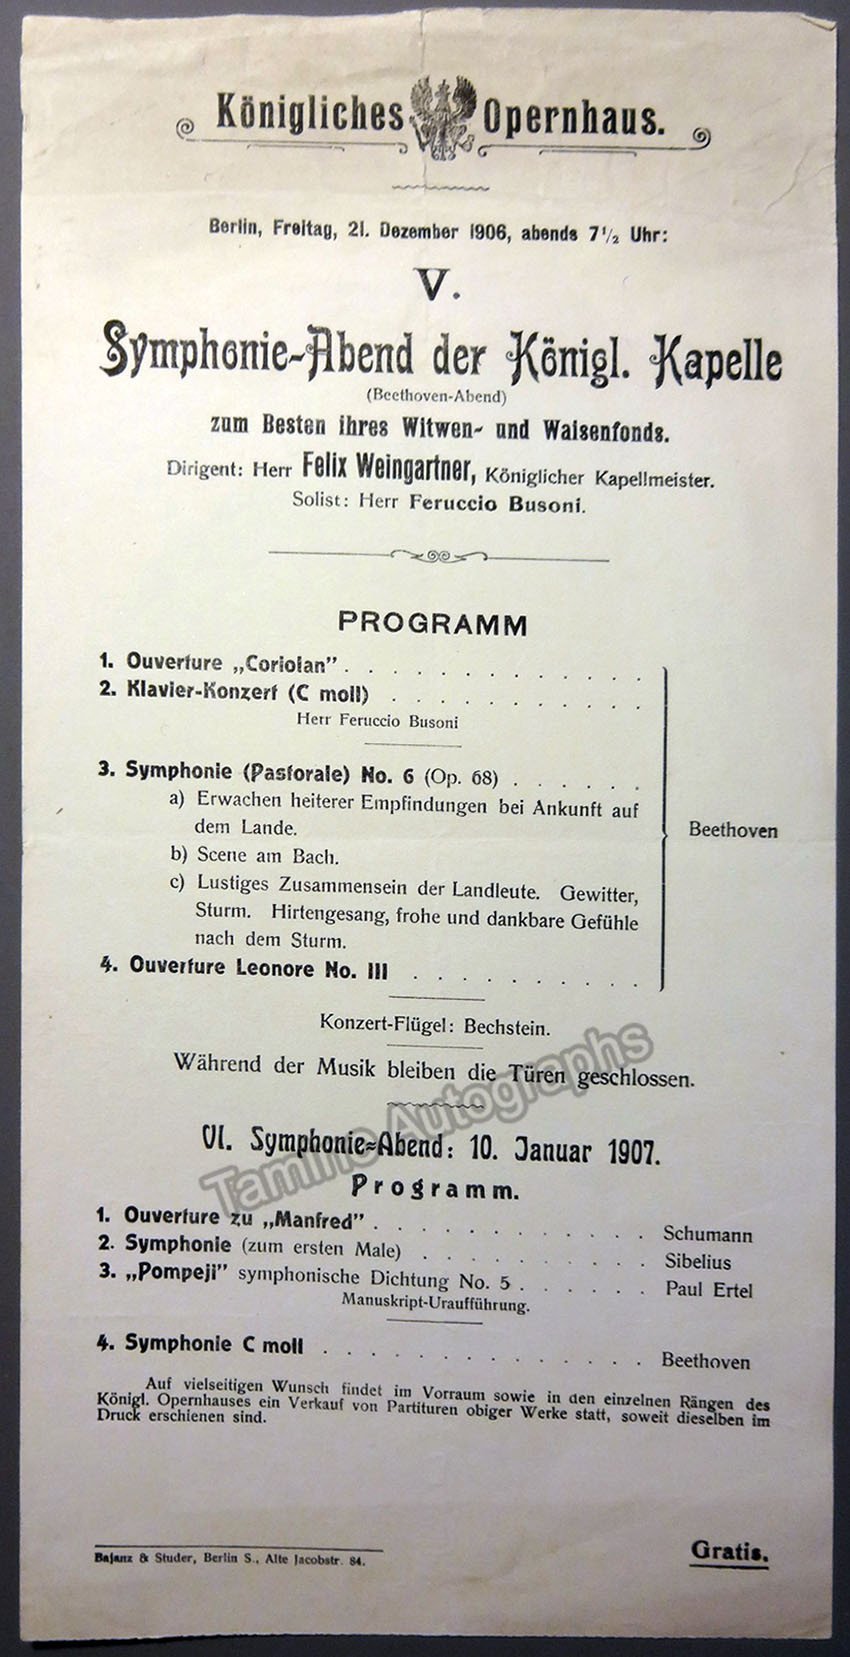 Königliches Opernhaus.
Berlin, Freitag, 21. Dezember 1906, abends 7 1/2 Uhr:
V.
Symphonie-Abend der Königl. Kapelle
(Beethoven-Abend)
zum Besten ihres Witwen- und Waisenfonds.
Dirigent: Herr Felix Weingartner, Königlicher Kapellmeister.
Solist: Herr Feruccio Busoni.
PROGRAMM
1. Ouverture „Coriolan" . . . . . . . . . . . . .
2. Klavier-Konzert (C moll) . . . . . . . . . . .
Herr Feruccio Busoni
3. Symphonie (Pastorale) No. 6 (Op. 68) . . . . . .
a) Erwachen heiterer Empfindungen bei Ankunft auf
dem Lande.
Beethoven
b) Scene am Bach.
c) Lustiges Zusammensein der Landleute. Gewitter,
Sturm. Hirtengesang, frohe und dankbare Gefühle
nach dem Sturm.
4. Ouverture Leonore No. III . . . . . . . . . .
Konzert-Flügel: Bechstein.
Während der Musik bleiben die Türen geschlossen.
Tamino Autographs
VI. Symphonie-Abend: 10. Januar 1907.
Programm.
1. Ouverture zu „Manfred" . . . . . . . . . . . . Schumann
2. Symphonie (zum ersten Male) . . . . . . . . . . Sibelius
3. „Pompeji" symphonische Dichtung No. 5 . . . . . . Paul Ertel
Manuskript-Uraufführung.
4. Symphonie C moll . . . . . . . . . . . . . . Beethoven
Auf vielseitigen Wunsch findet im Vorraum sowie in den einzelnen Rängen des
Königl. Opernhauses ein Verkauf von Partituren obiger Werke statt, soweit dieselben im
Druck erschienen sind.
Bajanz & Studer, Berlin S., Alte Jacobstr. 84.
Gratis.